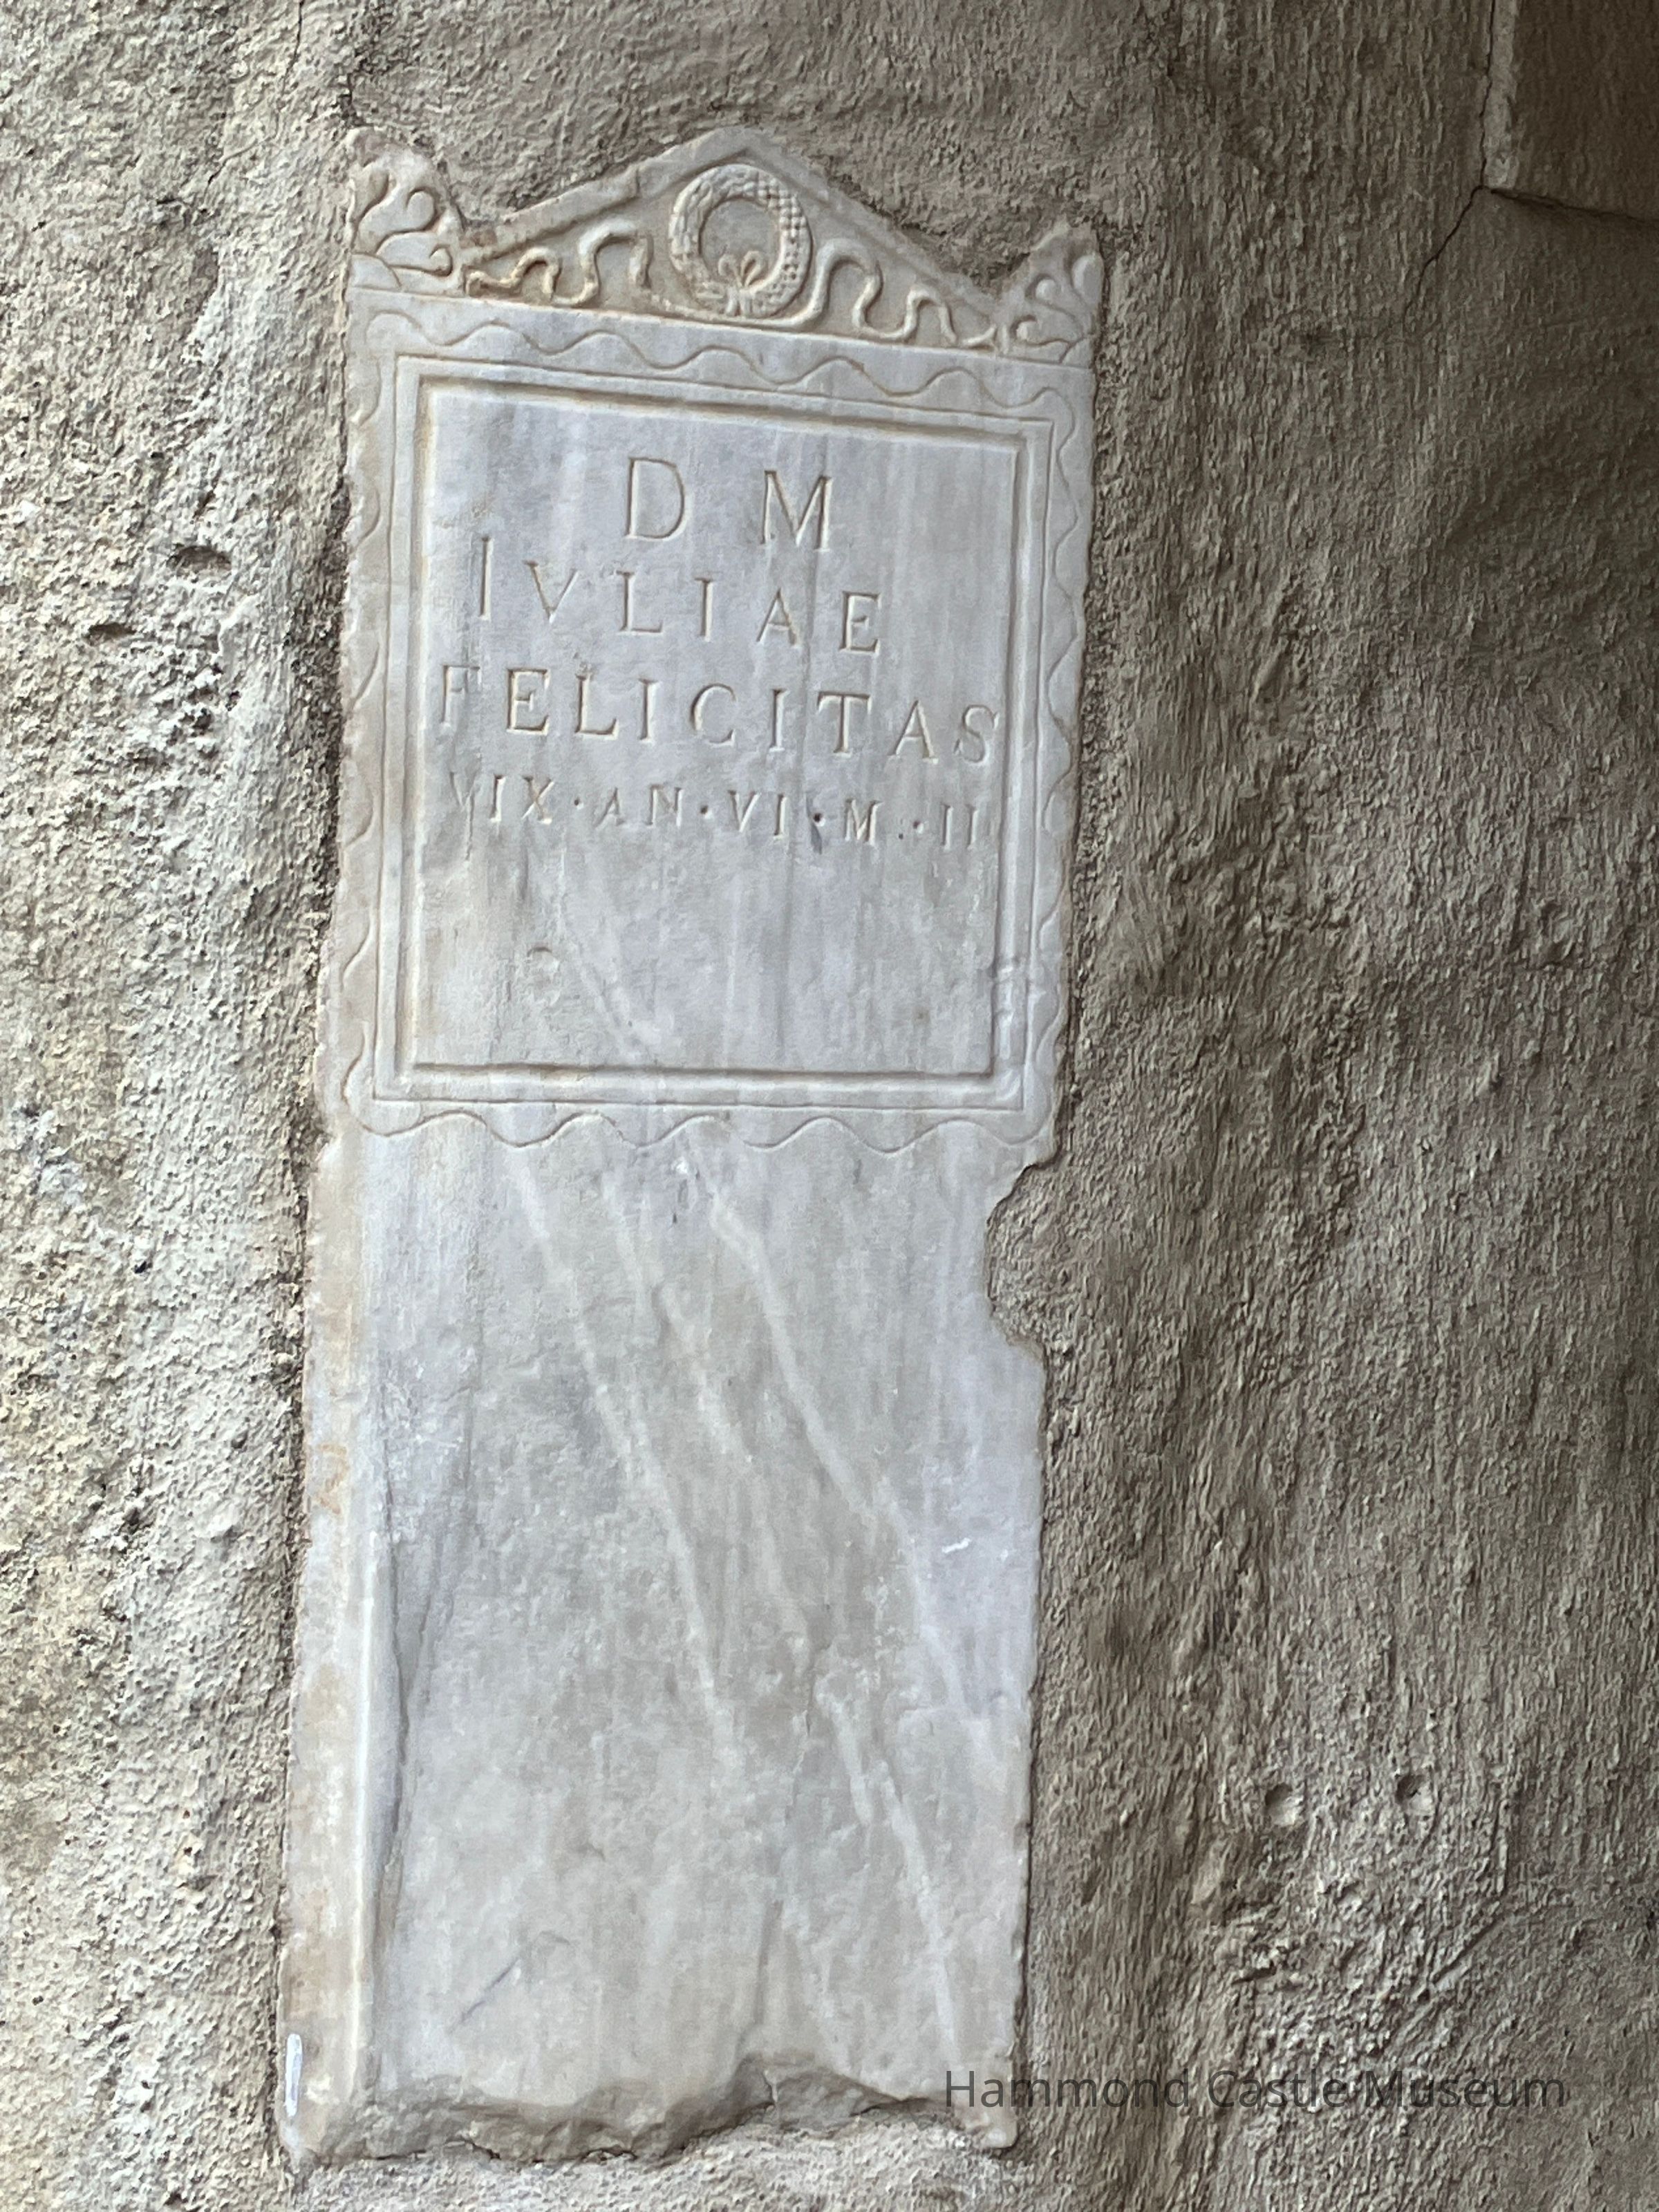 D M
IVLIAE
FELICITAS
VIX · AN · VI · M · II
Hammond Castle Museum